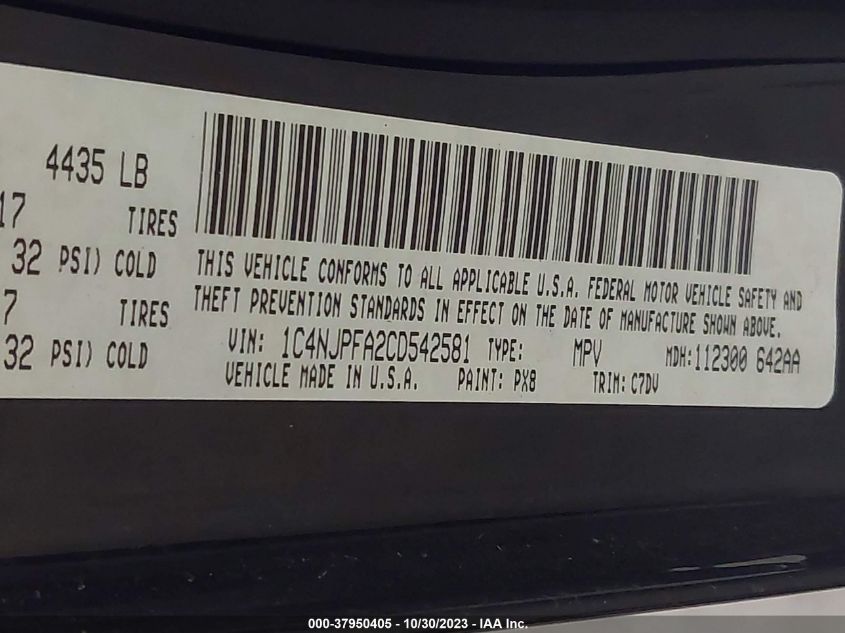 4435 LB
17 TIRES
32 PSI) COLD
7 TIRES
32 PSI) COLD
THIS VEHICLE CONFORMS TO ALL APPLICABLE U.S.A. FEDERAL MOTOR VEHICLE SAFETY AND
THEFT PREVENTION STANDARDS IN EFFECT ON THE DATE OF MANUFACTURE SHOWN ABOVE.
VIN: 1C4NJPFA2CD542581 TYPE: MPV MDH:112300 642AA
VEHICLE MADE IN U.S.A. PAINT: PX8 TRIM: C7DV
000-37950405 - 10/30/2023 - IAA Inc.